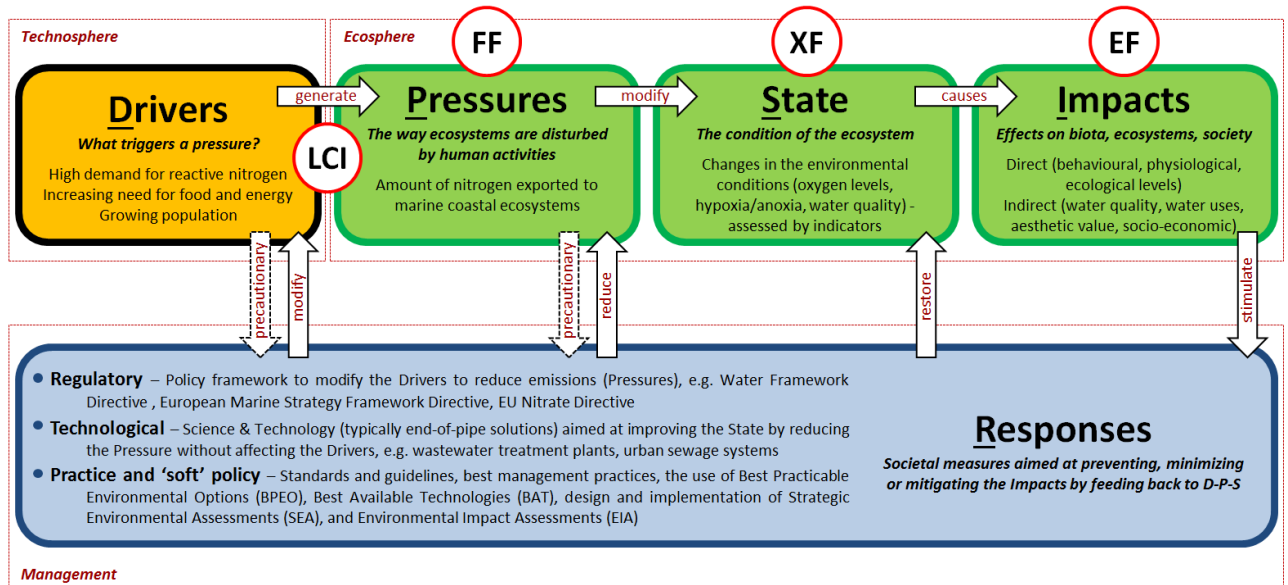 Technosphere
Ecosphere
FF
XF
EF
Drivers
What triggers a pressure?
High demand for reactive nitrogen
Increasing need for food and energy
Growing population
generate
LCI
Pressures
The way ecosystems are disturbed
by human activities
Amount of nitrogen exported to
marine coastal ecosystems
modify
State
The condition of the ecosystem
Changes in the environmental
conditions (oxygen levels,
hypoxia/anoxia, water quality) -
assessed by indicators
causes
Impacts
Effects on biota, ecosystems, society
Direct (behavioural, physiological,
ecological levels)
Indirect (water quality, water uses,
aesthetic value, socio-economic)
precautionary
modify
precautionary
reduce
restore
stimulate
• Regulatory – Policy framework to modify the Drivers to reduce emissions (Pressures), e.g. Water Framework
Directive , European Marine Strategy Framework Directive, EU Nitrate Directive
• Technological – Science & Technology (typically end-of-pipe solutions) aimed at improving the State by reducing
the Pressure without affecting the Drivers, e.g. wastewater treatment plants, urban sewage systems
• Practice and ‘soft’ policy – Standards and guidelines, best management practices, the use of Best Practicable
Environmental Options (BPEO), Best Available Technologies (BAT), design and implementation of Strategic
Environmental Assessments (SEA), and Environmental Impact Assessments (EIA)
Responses
Societal measures aimed at preventing, minimizing
or mitigating the Impacts by feeding back to D-P-S
Management